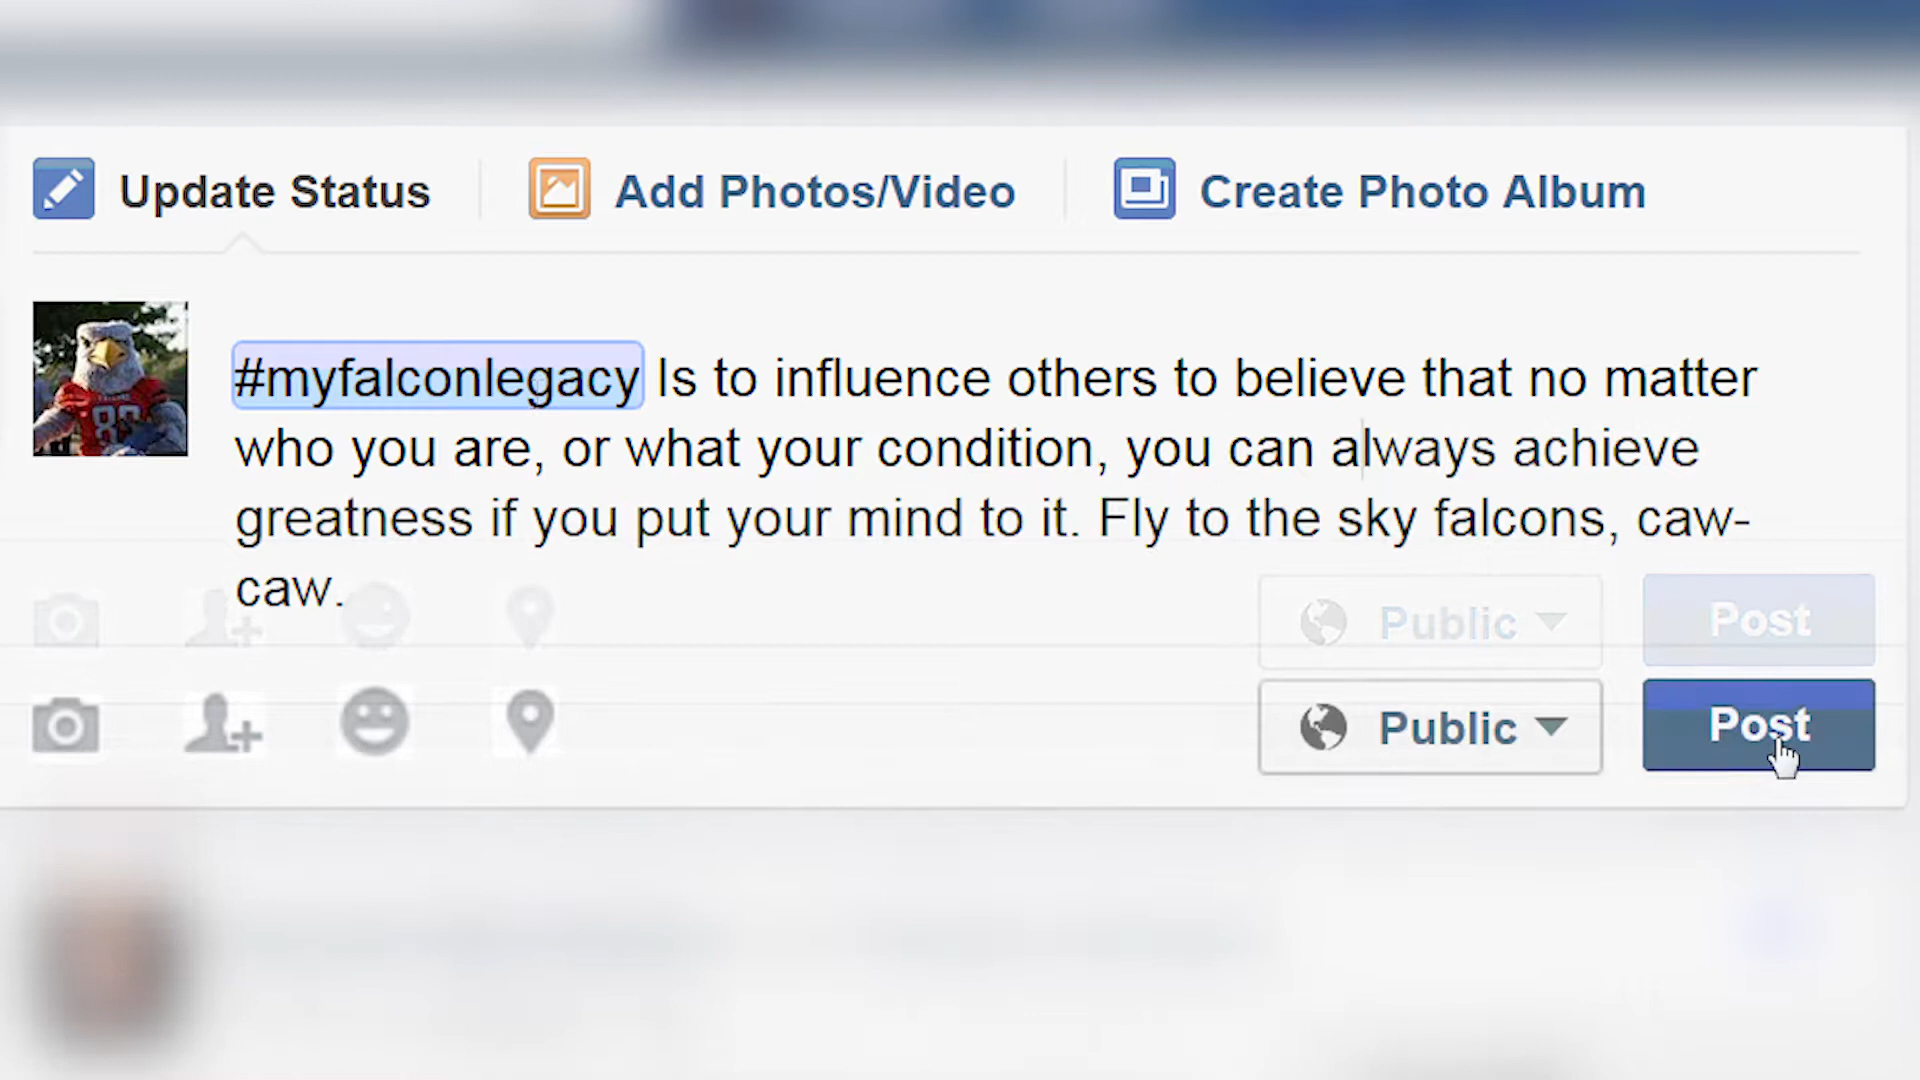 Update Status
Add Photos/Video
Create Photo Album
#myfalconlegacy Is to influence others to believe that no matter
who you are, or what your condition, you can always achieve
greatness if you put your mind to it. Fly to the sky falcons, caw-
caw.
Public
Post
Public
Post